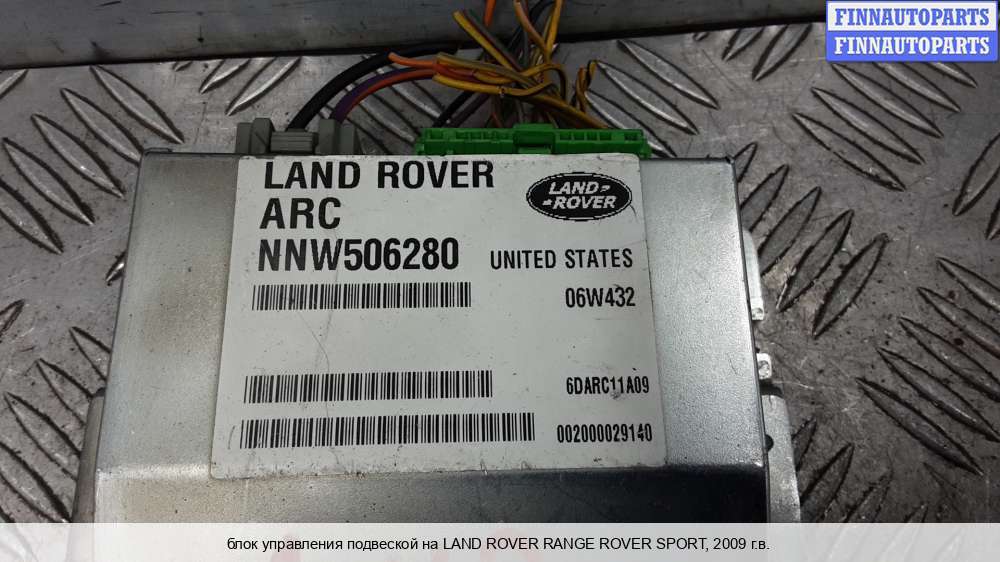 FINNAUTOPARTS
FINNAUTOPARTS
LAND ROVER
ARC
NNW506280
LAND
ROVER
UNITED STATES
06W432
6DARC11A09
002000029140
блок управления подвеской на LAND ROVER RANGE ROVER SPORT, 2009 г.в.